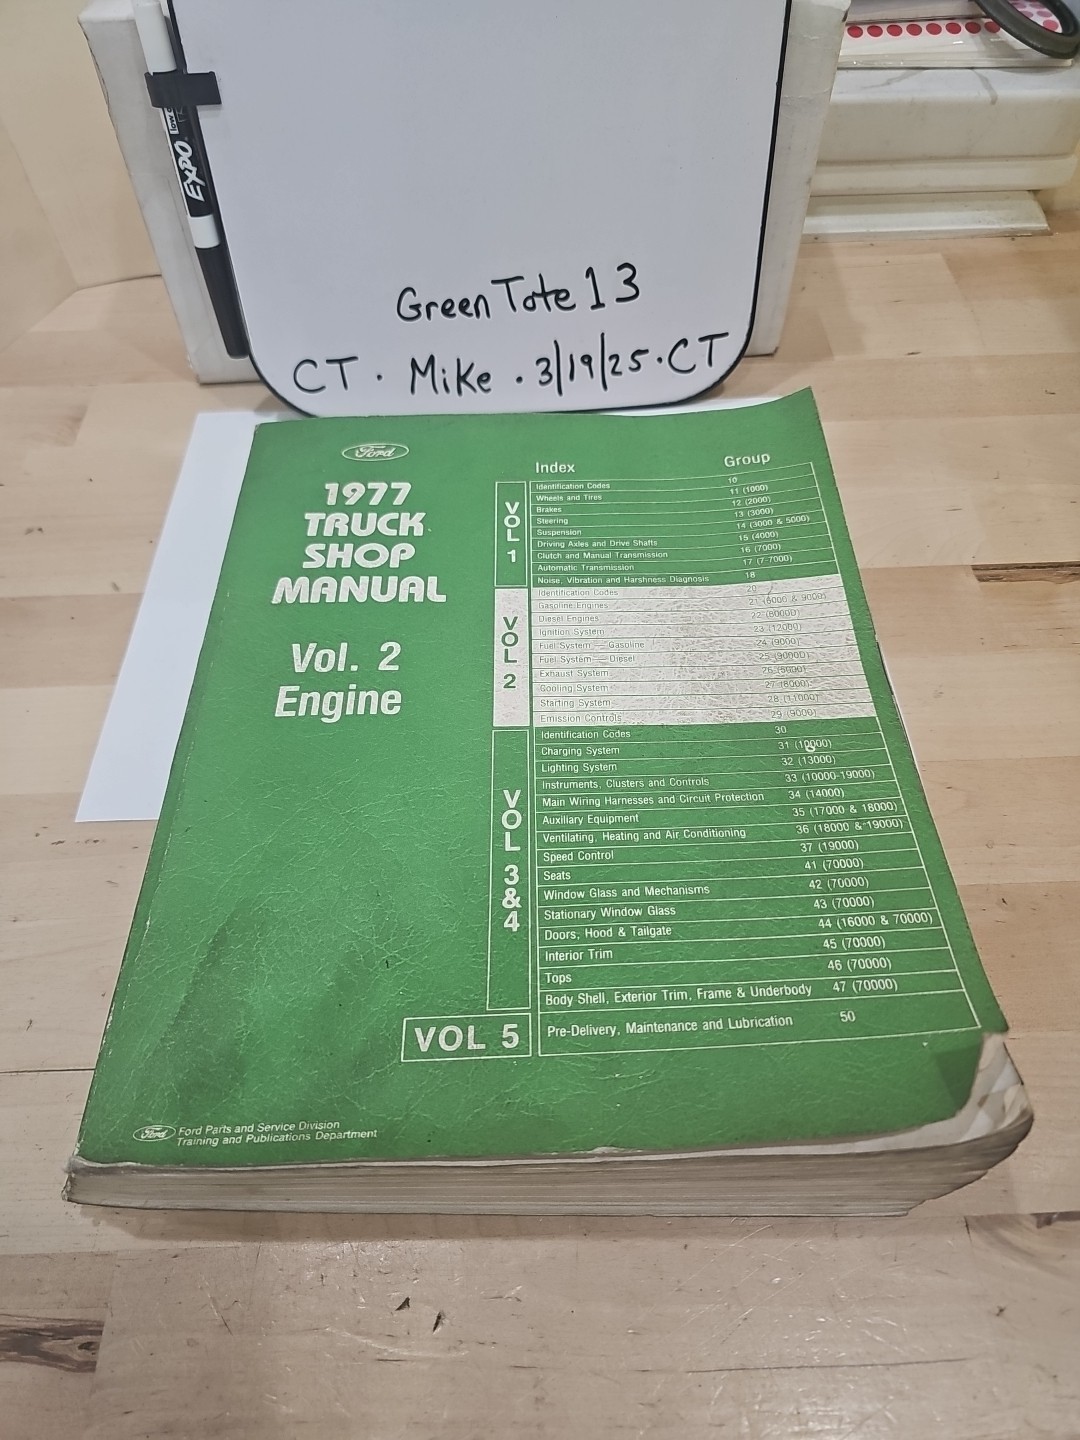 EXPO
Green Tote 13
CT. Mike. 3/19/25. CT
Ford
1977
TRUCK
SHOP
MANUAL
Vol. 2
Engine
Index Group
VOL 1
Identification Codes 10
Wheels and Tires 11 (1000)
Brakes 12 (2000)
Steering 13 (3000)
Suspension 14 (3000 & 5000)
Driving Axles and Drive Shafts 15 (4000)
Clutch and Manual Transmission 16 (7000)
Automatic Transmission 17 (7-7000)
Noise, Vibration and Harshness Diagnosis 18
VOL 2
Identification Codes 20
Gasoline Engines 21 (6000 & 9000)
Diesel Engines 22 (6000D)
Ignition System 23 (12000)
Fuel System — Gasoline 24 (9000)
Fuel System — Diesel 25 (9000D)
Exhaust System 26 (5000)
Cooling System 27 (8000)
Starting System 28 (11000)
Emission Controls 29 (9000)
VOL 3 & 4
Identification Codes 30
Charging System 31 (10000)
Lighting System 32 (13000)
Instruments, Clusters and Controls 33 (10000-19000)
Main Wiring Harnesses and Circuit Protection 34 (14000)
Auxiliary Equipment 35 (17000 & 18000)
Ventilating, Heating and Air Conditioning 36 (18000 & 19000)
Speed Control 37 (19000)
Seats 41 (70000)
Window Glass and Mechanisms 42 (70000)
Stationary Window Glass 43 (70000)
Doors, Hood & Tailgate 44 (16000 & 70000)
Interior Trim 45 (70000)
Tops 46 (70000)
Body Shell, Exterior Trim, Frame & Underbody 47 (70000)
VOL 5
Pre-Delivery, Maintenance and Lubrication 50
Ford
Ford Parts and Service Division
Training and Publications Department